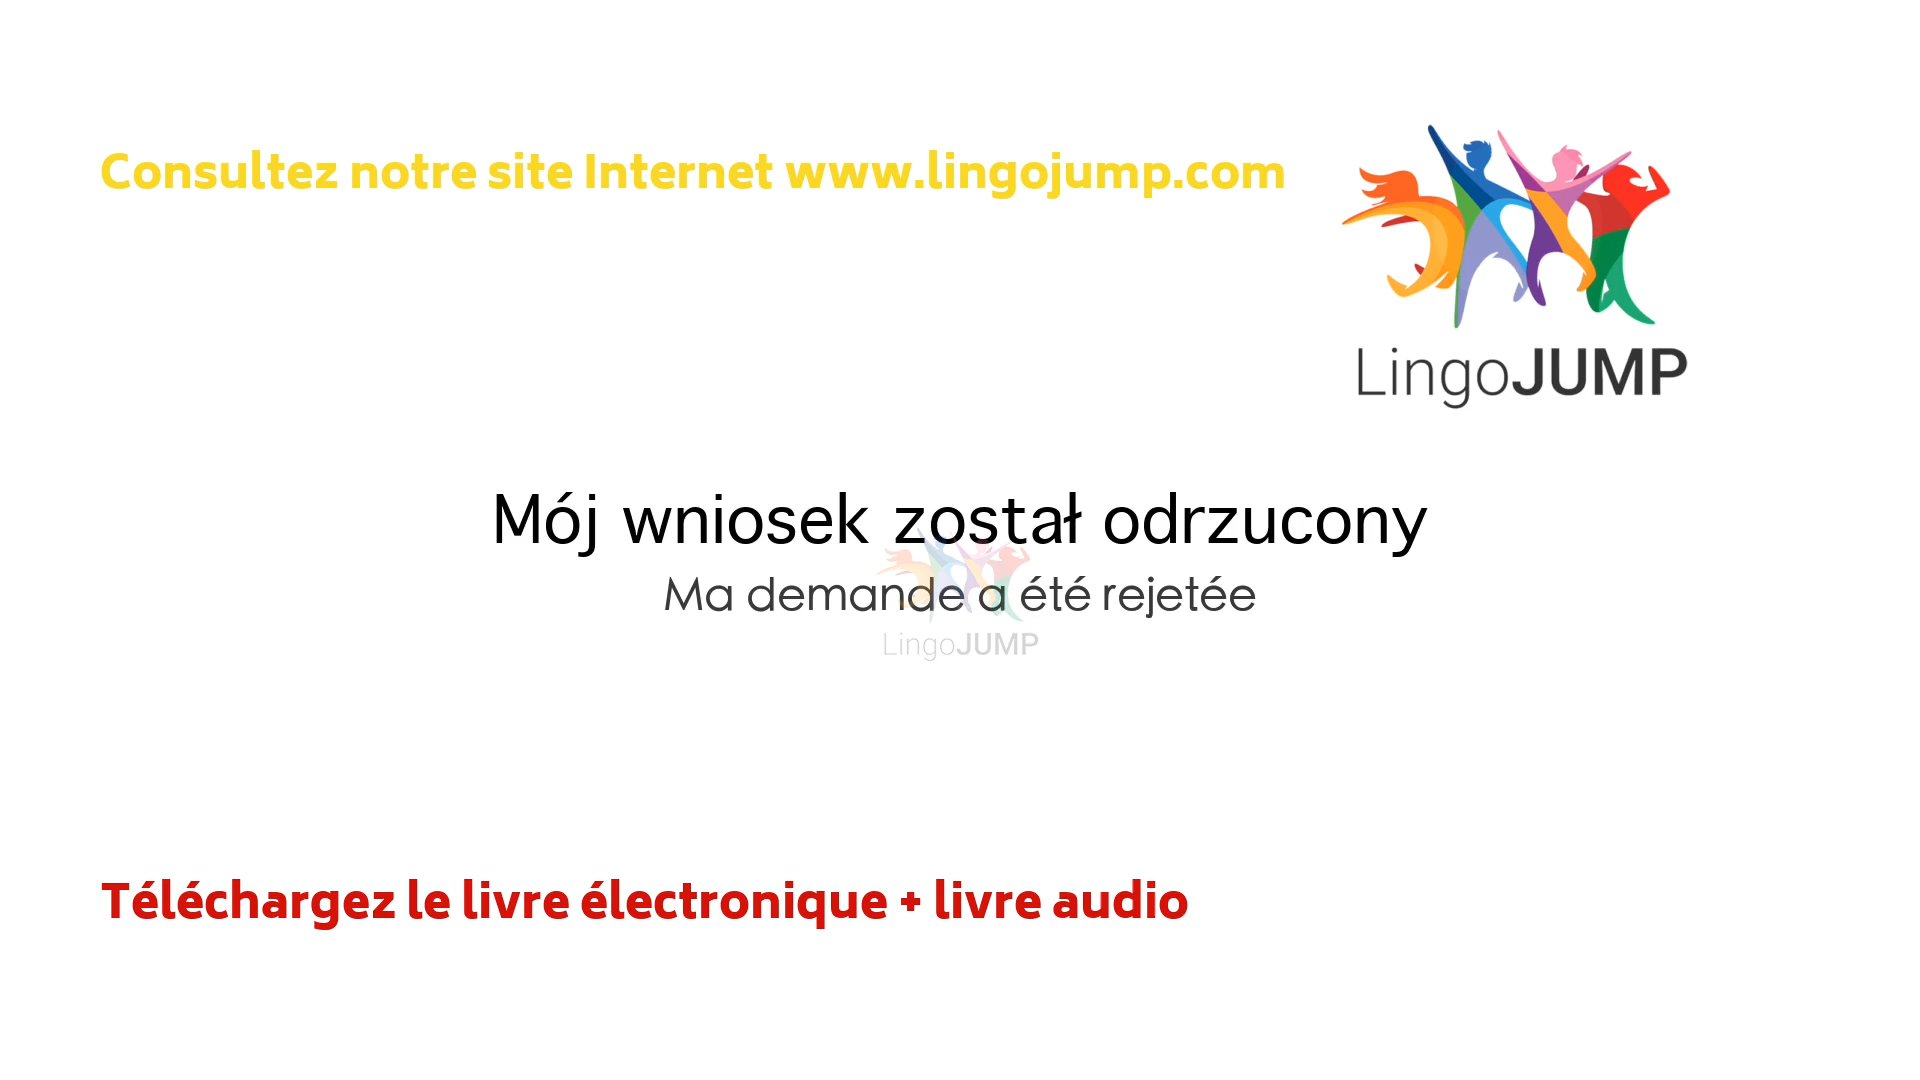 Consultez notre site Internet www.lingojump.com
LingoJUMP
Mój wniosek został odrzucony
Ma demande a été rejetée
LingoJUMP
Téléchargez le livre électronique + livre audio